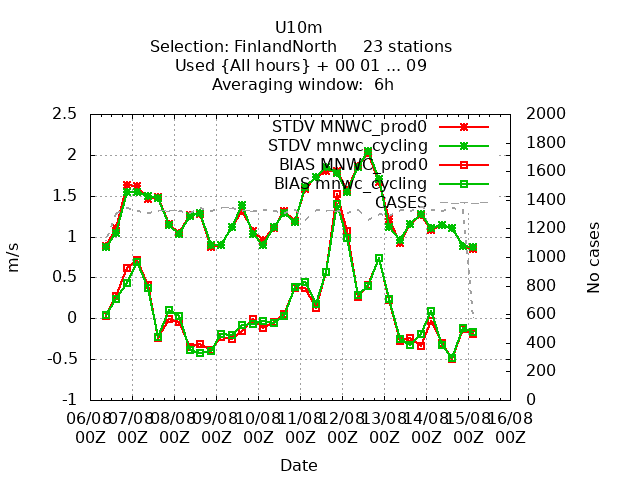 U10m
Selection: FinlandNorth 23 stations
Used {All hours} + 00 01 ... 09
Averaging window: 6h
2.5
2
1.5
1
0.5
0
-0.5
-1
m/s
2000
1800
1600
1400
1200
1000
800
600
400
200
0
No cases
STDV MNWC_prod0
STDV mnwc_cycling
BIAS MNWC_prod0
BIAS mnwc_cycling
CASES
06/08 07/08 08/08 09/08 10/08 11/08 12/08 13/08 14/08 15/08 16/08
00Z 00Z 00Z 00Z 00Z 00Z 00Z 00Z 00Z 00Z 00Z
Date